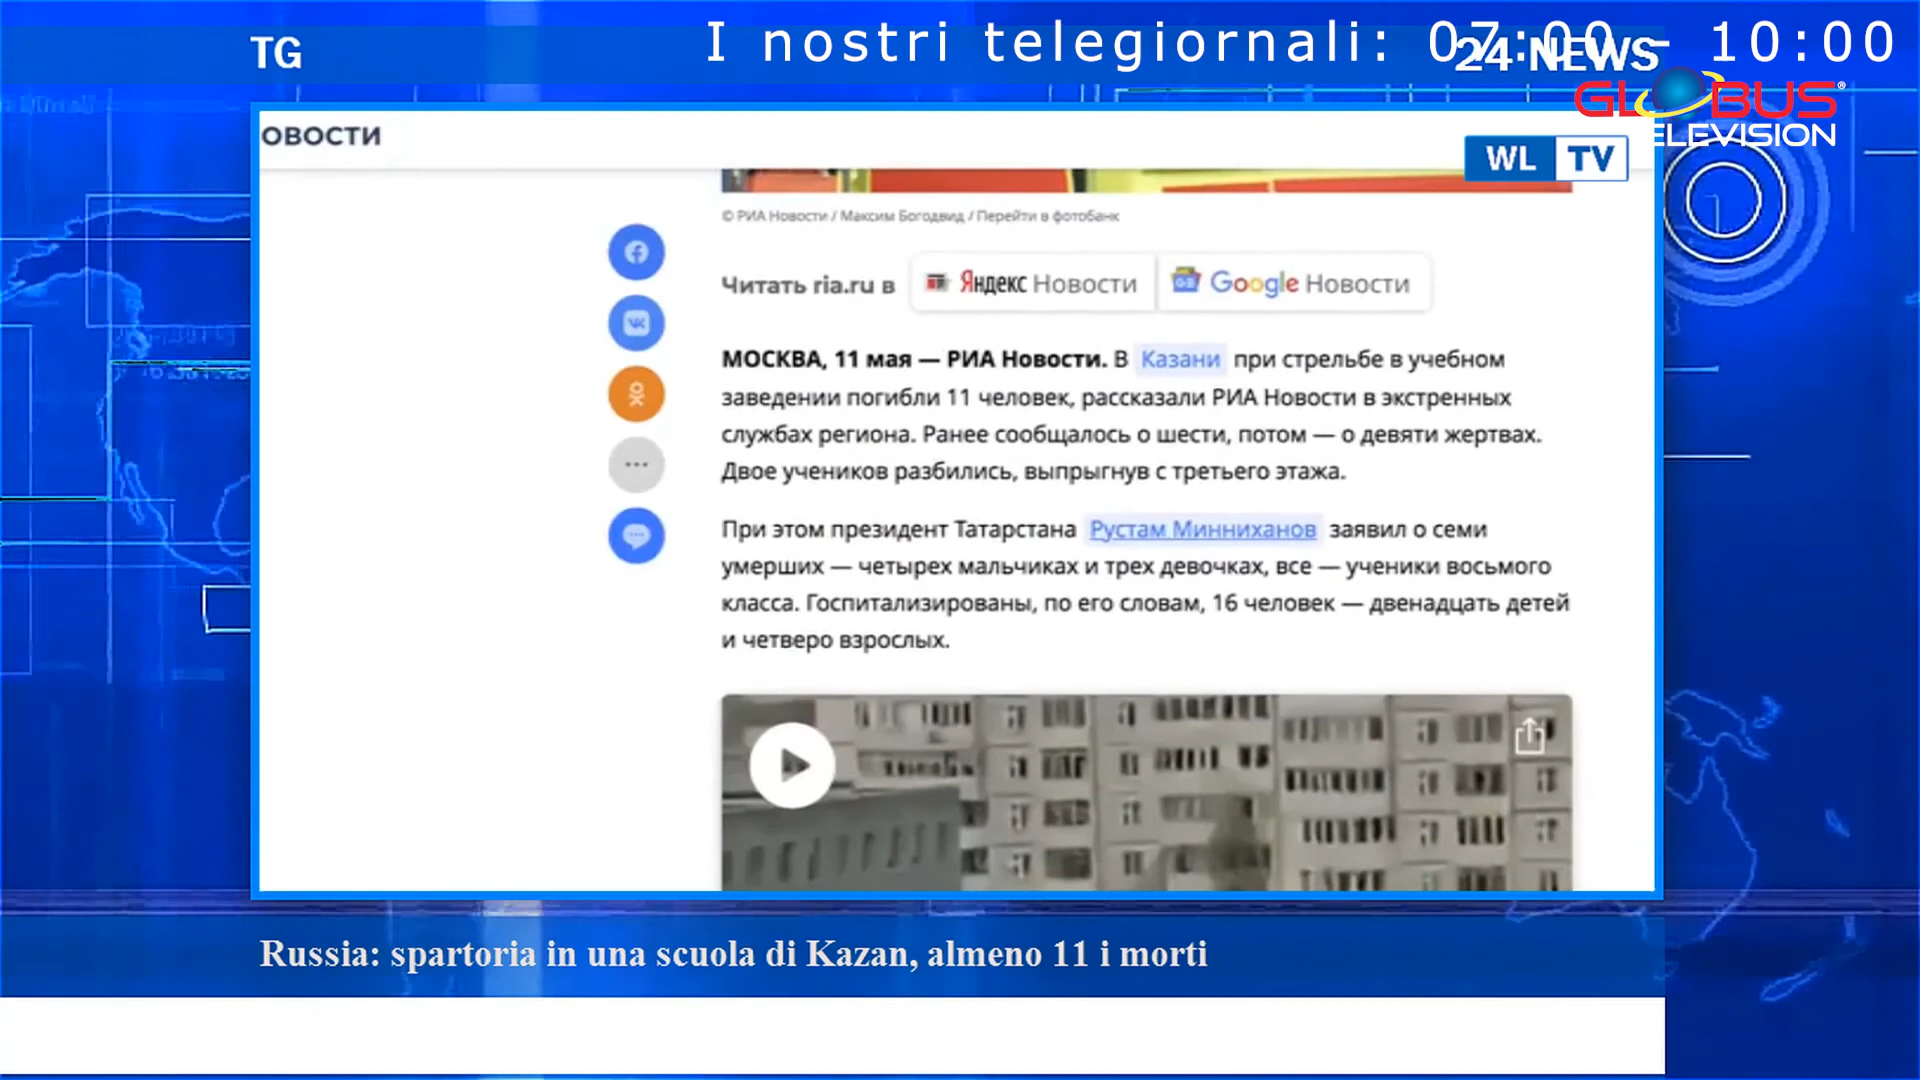 TG
I nostri telegiornali: 07:00 - 10:00
24 NEWS
GLOBUS®
TELEVISION
WL TV
ОВОСТИ
© РИА Новости / Максим Богодвид / Перейти в фотобанк
Читать ria.ru в Яндекс Новости Google Новости
МОСКВА, 11 мая — РИА Новости. В Казани при стрельбе в учебном
заведении погибли 11 человек, рассказали РИА Новости в экстренных
службах региона. Ранее сообщалось о шести, потом — о девяти жертвах.
Двое учеников разбились, выпрыгнув с третьего этажа.
При этом президент Татарстана Рустам Минниханов заявил о семи
умерших — четырех мальчиках и трех девочках, все — ученики восьмого
класса. Госпитализированы, по его словам, 16 человек — двенадцать детей
и четверо взрослых.
Russia: spartoria in una scuola di Kazan, almeno 11 i morti